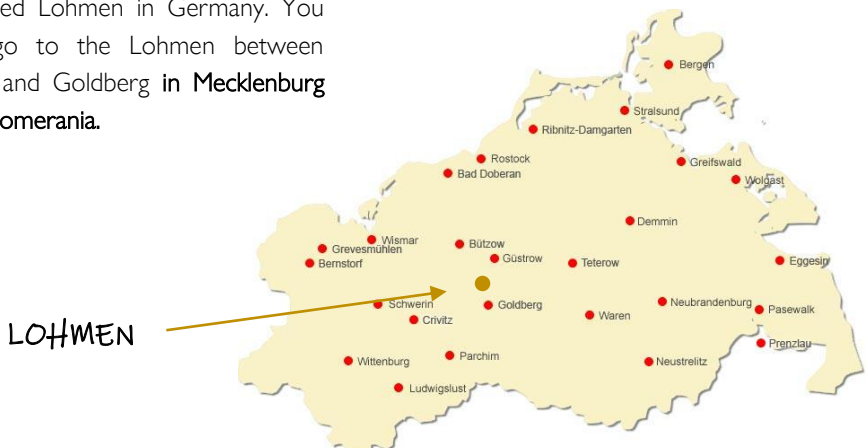 ed Lohmen in Germany. You
go to the Lohmen between
and Goldberg in Mecklenburg
omerania.
Bergen
Stralsund
Ribnitz-Damgarten
Rostock
Greifswald
Bad Doberan
Wolgast
Demmin
Wismar
Bützow
Grevesmühlen
Güstrow
Teterow
Eggesin
Bernstorf
Schwerin
Goldberg
Neubrandenburg
Pasewalk
Crivitz
Waren
LOHMEN
Prenzlau
Parchim
Wittenburg
Neustrelitz
Ludwigslust